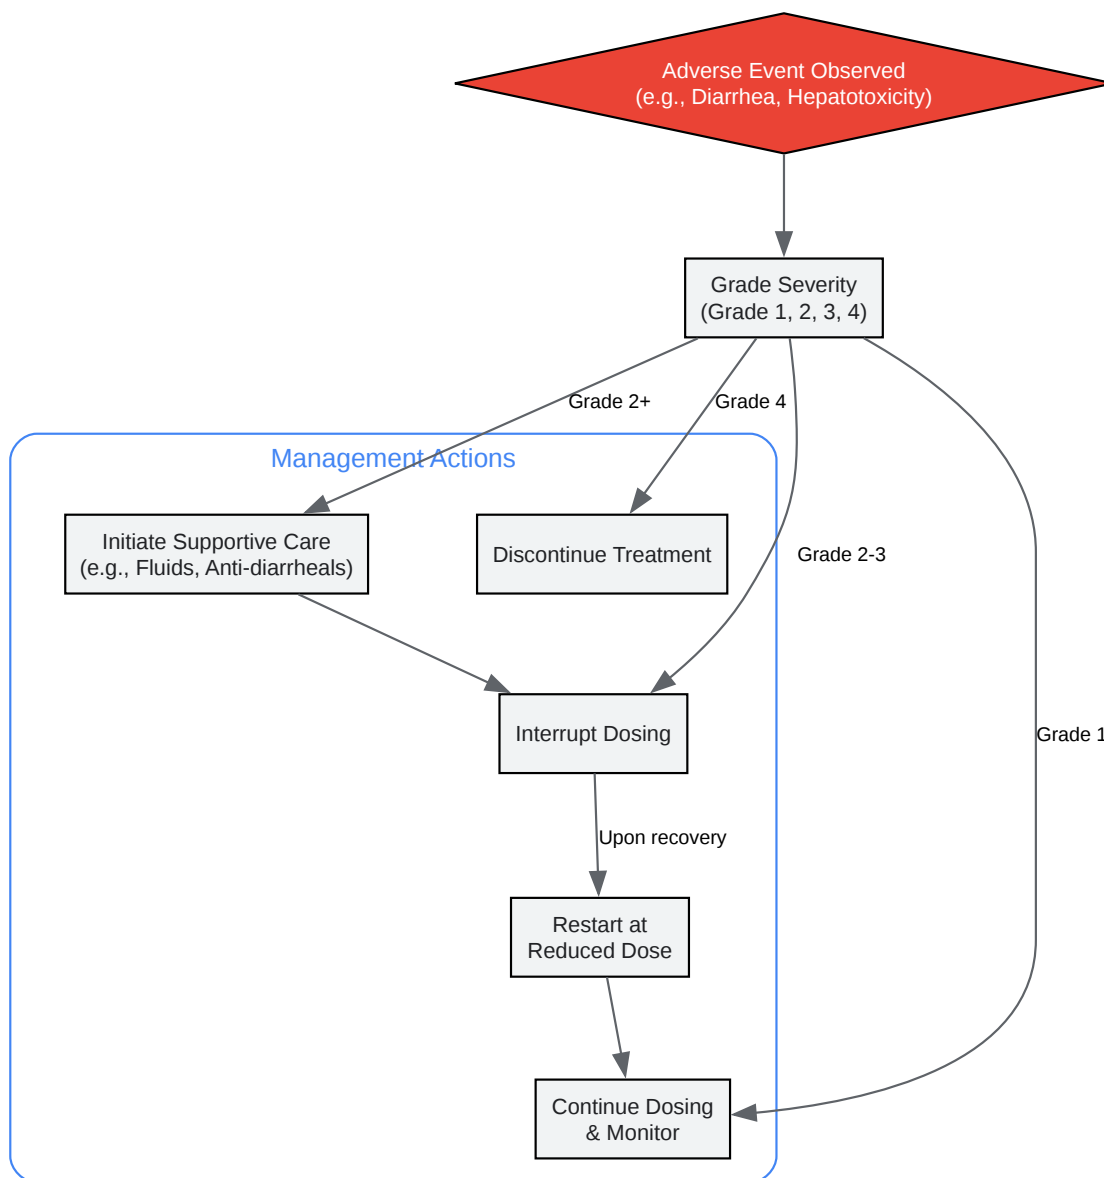 Adverse Event Observed
(e.g., Diarrhea, Hepatotoxicity)
Grade Severity
(Grade 1, 2, 3, 4)
Grade 2+
Grade 4
Management Actions
Initiate Supportive Care
(e.g., Fluids, Anti-diarrheals)
Discontinue Treatment
Grade 2-3
Interrupt Dosing
Grade 1
Upon recovery
Restart at
Reduced Dose
Continue Dosing
& Monitor